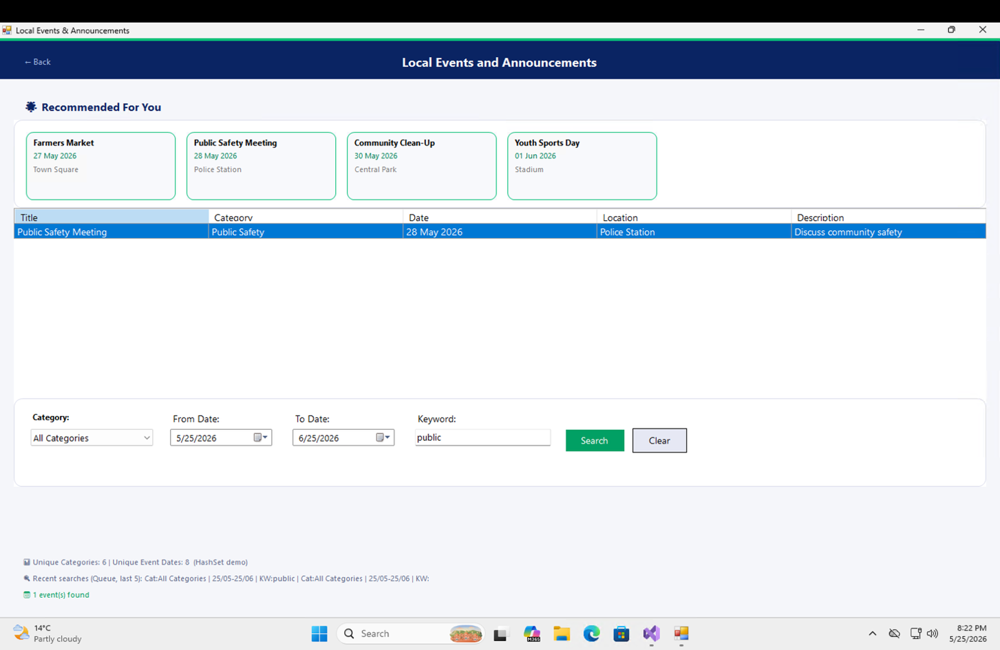 Local Events & Announcements
← Back
Local Events and Announcements
Recommended For You
Farmers Market
27 May 2026
Town Square
Public Safety Meeting
28 May 2026
Police Station
Community Clean-Up
30 May 2026
Central Park
Youth Sports Day
01 Jun 2026
Stadium
Title Category Date Location Description
Public Safety Meeting Public Safety 28 May 2026 Police Station Discuss community safety
Category: From Date: To Date: Keyword:
All Categories 5/25/2026 6/25/2026 public Search Clear
Unique Categories: 6 | Unique Event Dates: 8 (HashSet demo)
Recent searches (Queue, last 5): Cat:All Categories | 25/05-25/06 | KW:public | Cat:All Categories | 25/05-25/06 | KW:
1 event(s) found
14°C
Partly cloudy
Search
M365
8:22 PM
5/25/2026